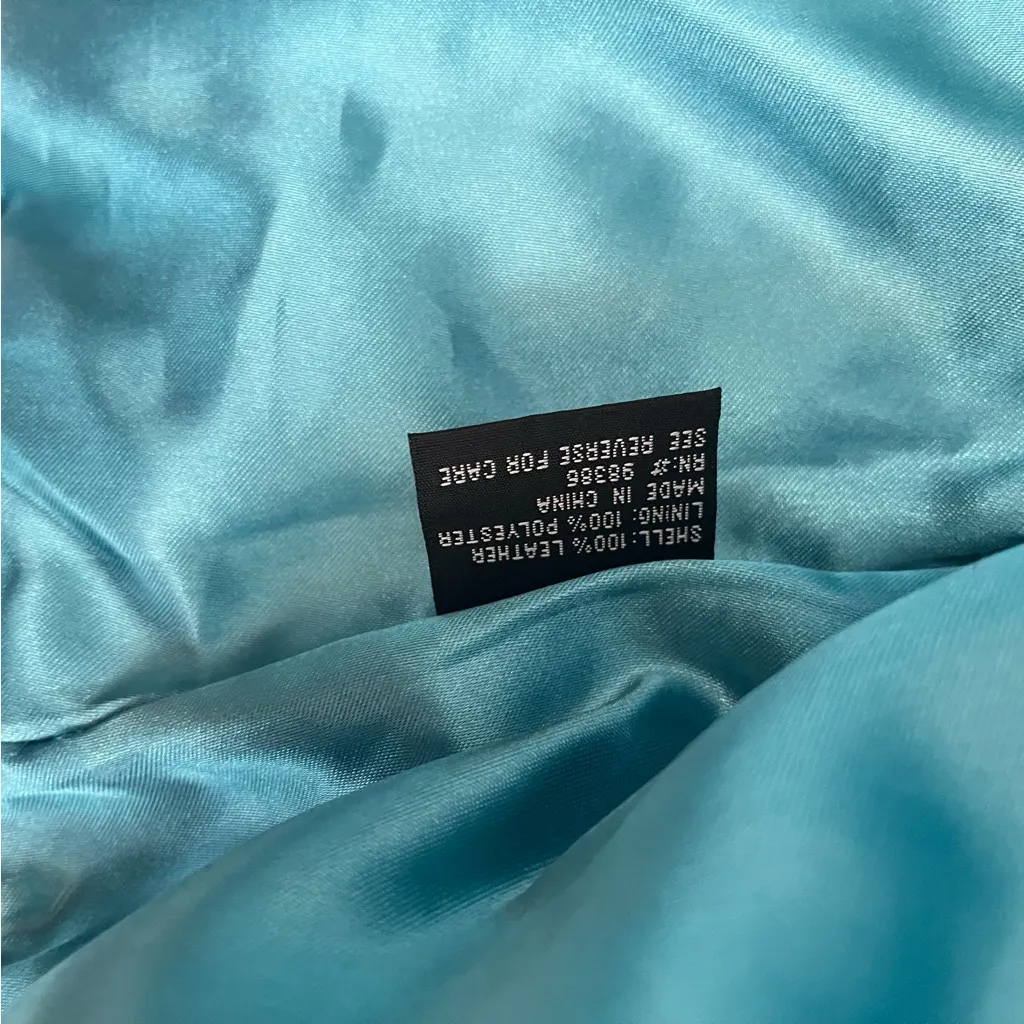 SHELL: 100% LEATHER
LINING: 100% POLYESTER
MADE IN CHINA
RN:# 98386
SEE REVERSE FOR CARE